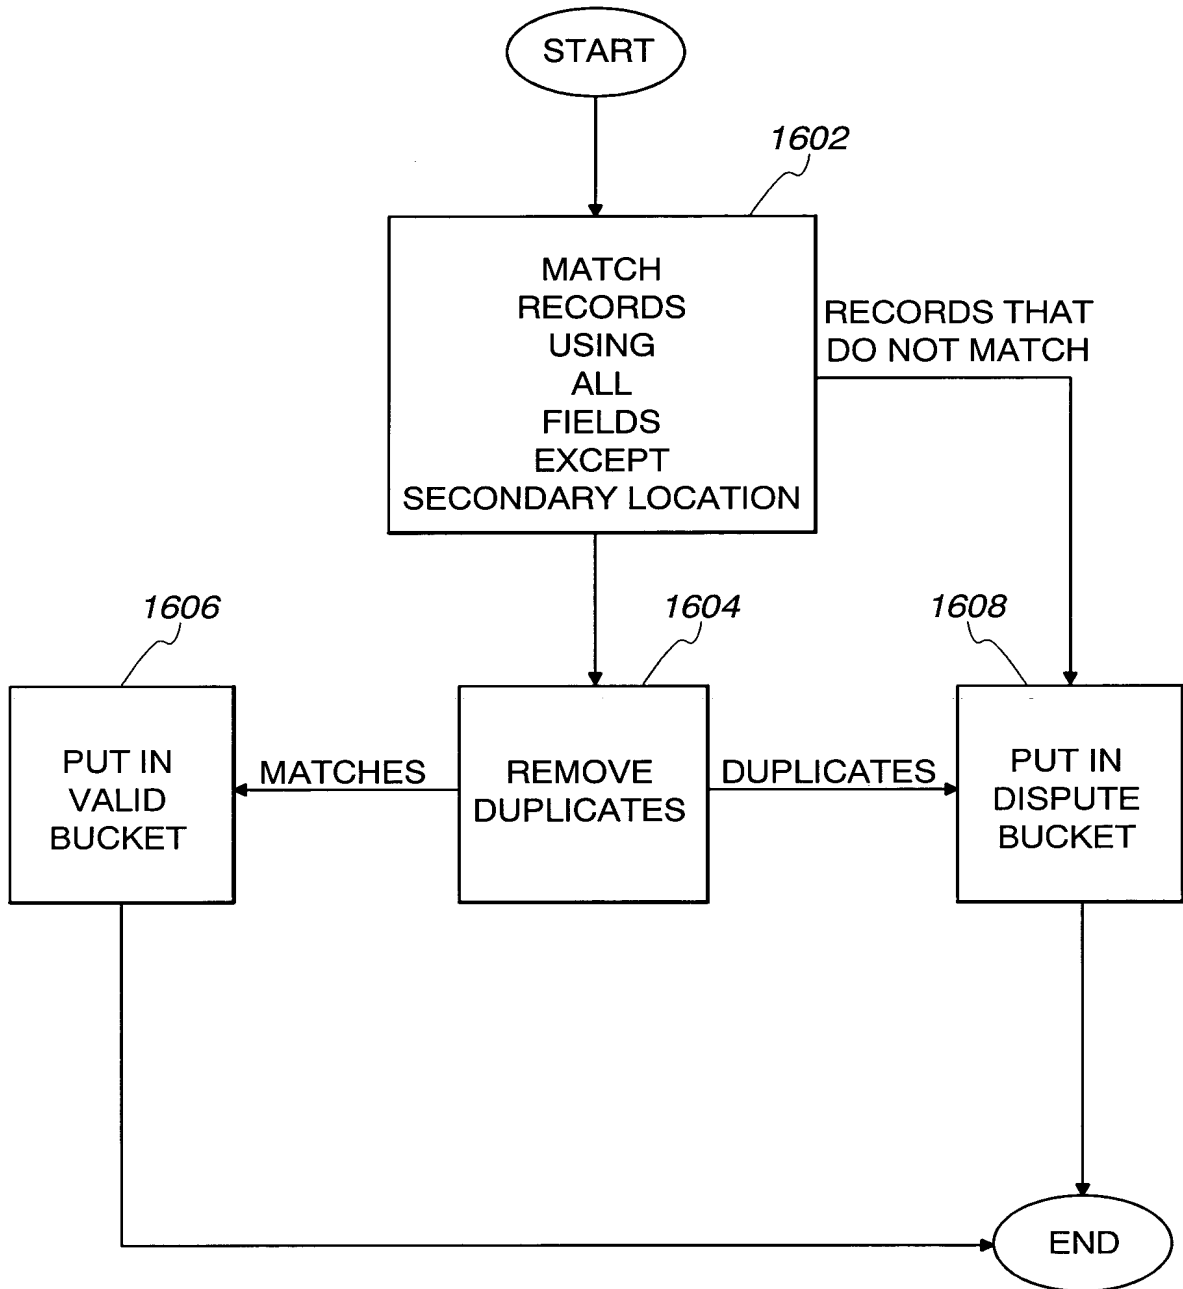 START
1602
MATCH
RECORDS
USING
ALL
FIELDS
EXCEPT
SECONDARY LOCATION
RECORDS THAT
DO NOT MATCH
1606
1604
1608
PUT IN
VALID
BUCKET
MATCHES
REMOVE
DUPLICATES
DUPLICATES
PUT IN
DISPUTE
BUCKET
END